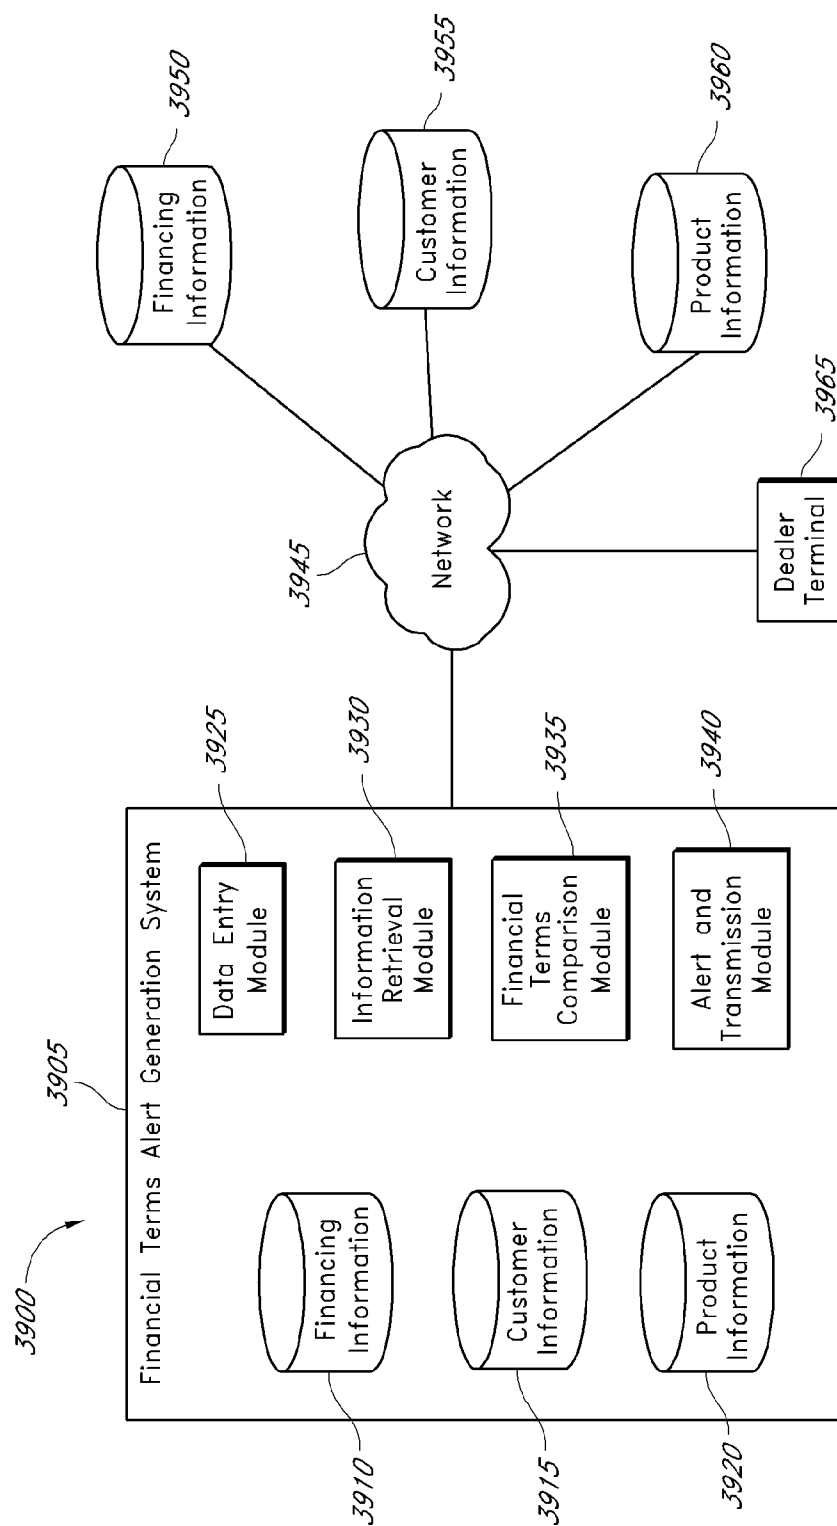 3900
3905
Financial Terms Alert Generation System
3910
Financing
Information
3915
Customer
Information
3920
Product
Information
Data Entry
Module
3925
Information
Retrieval
Module
3930
Financial
Terms
Comparison
Module
3935
Alert and
Transmission
Module
3940
3945
Network
Financing
Information
3950
Customer
Information
3955
Product
Information
3960
Dealer
Terminal
3965